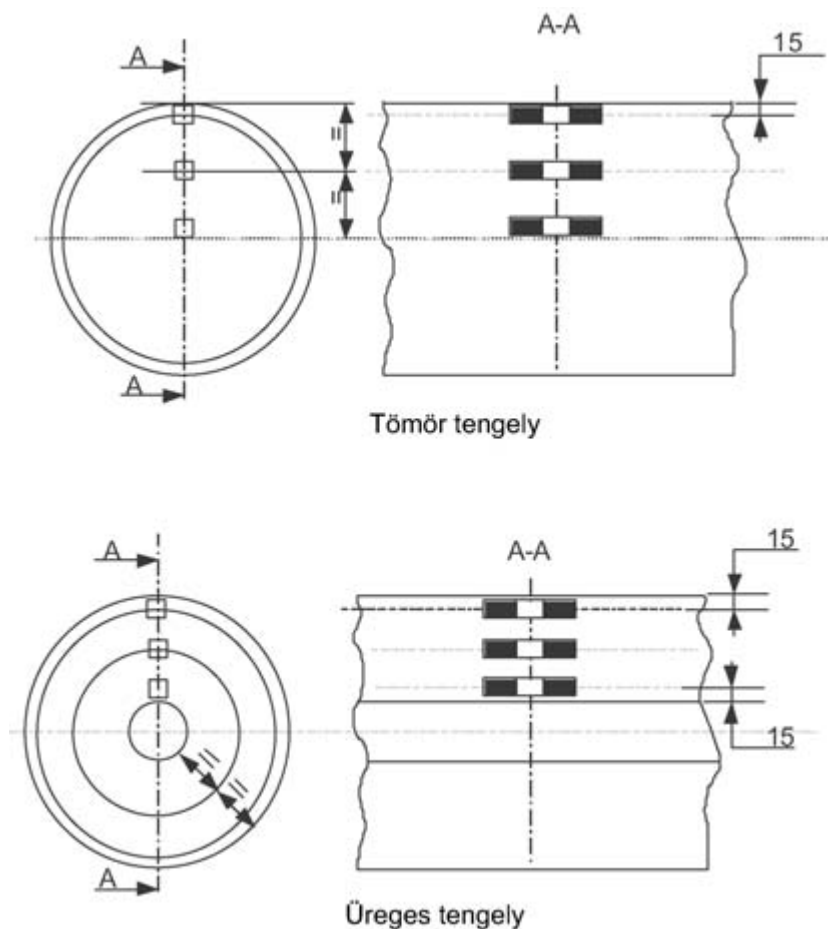 A
A-A
15
=
=
A
Tömör tengely
A
A-A
15
=
=
15
A
Üreges tengely